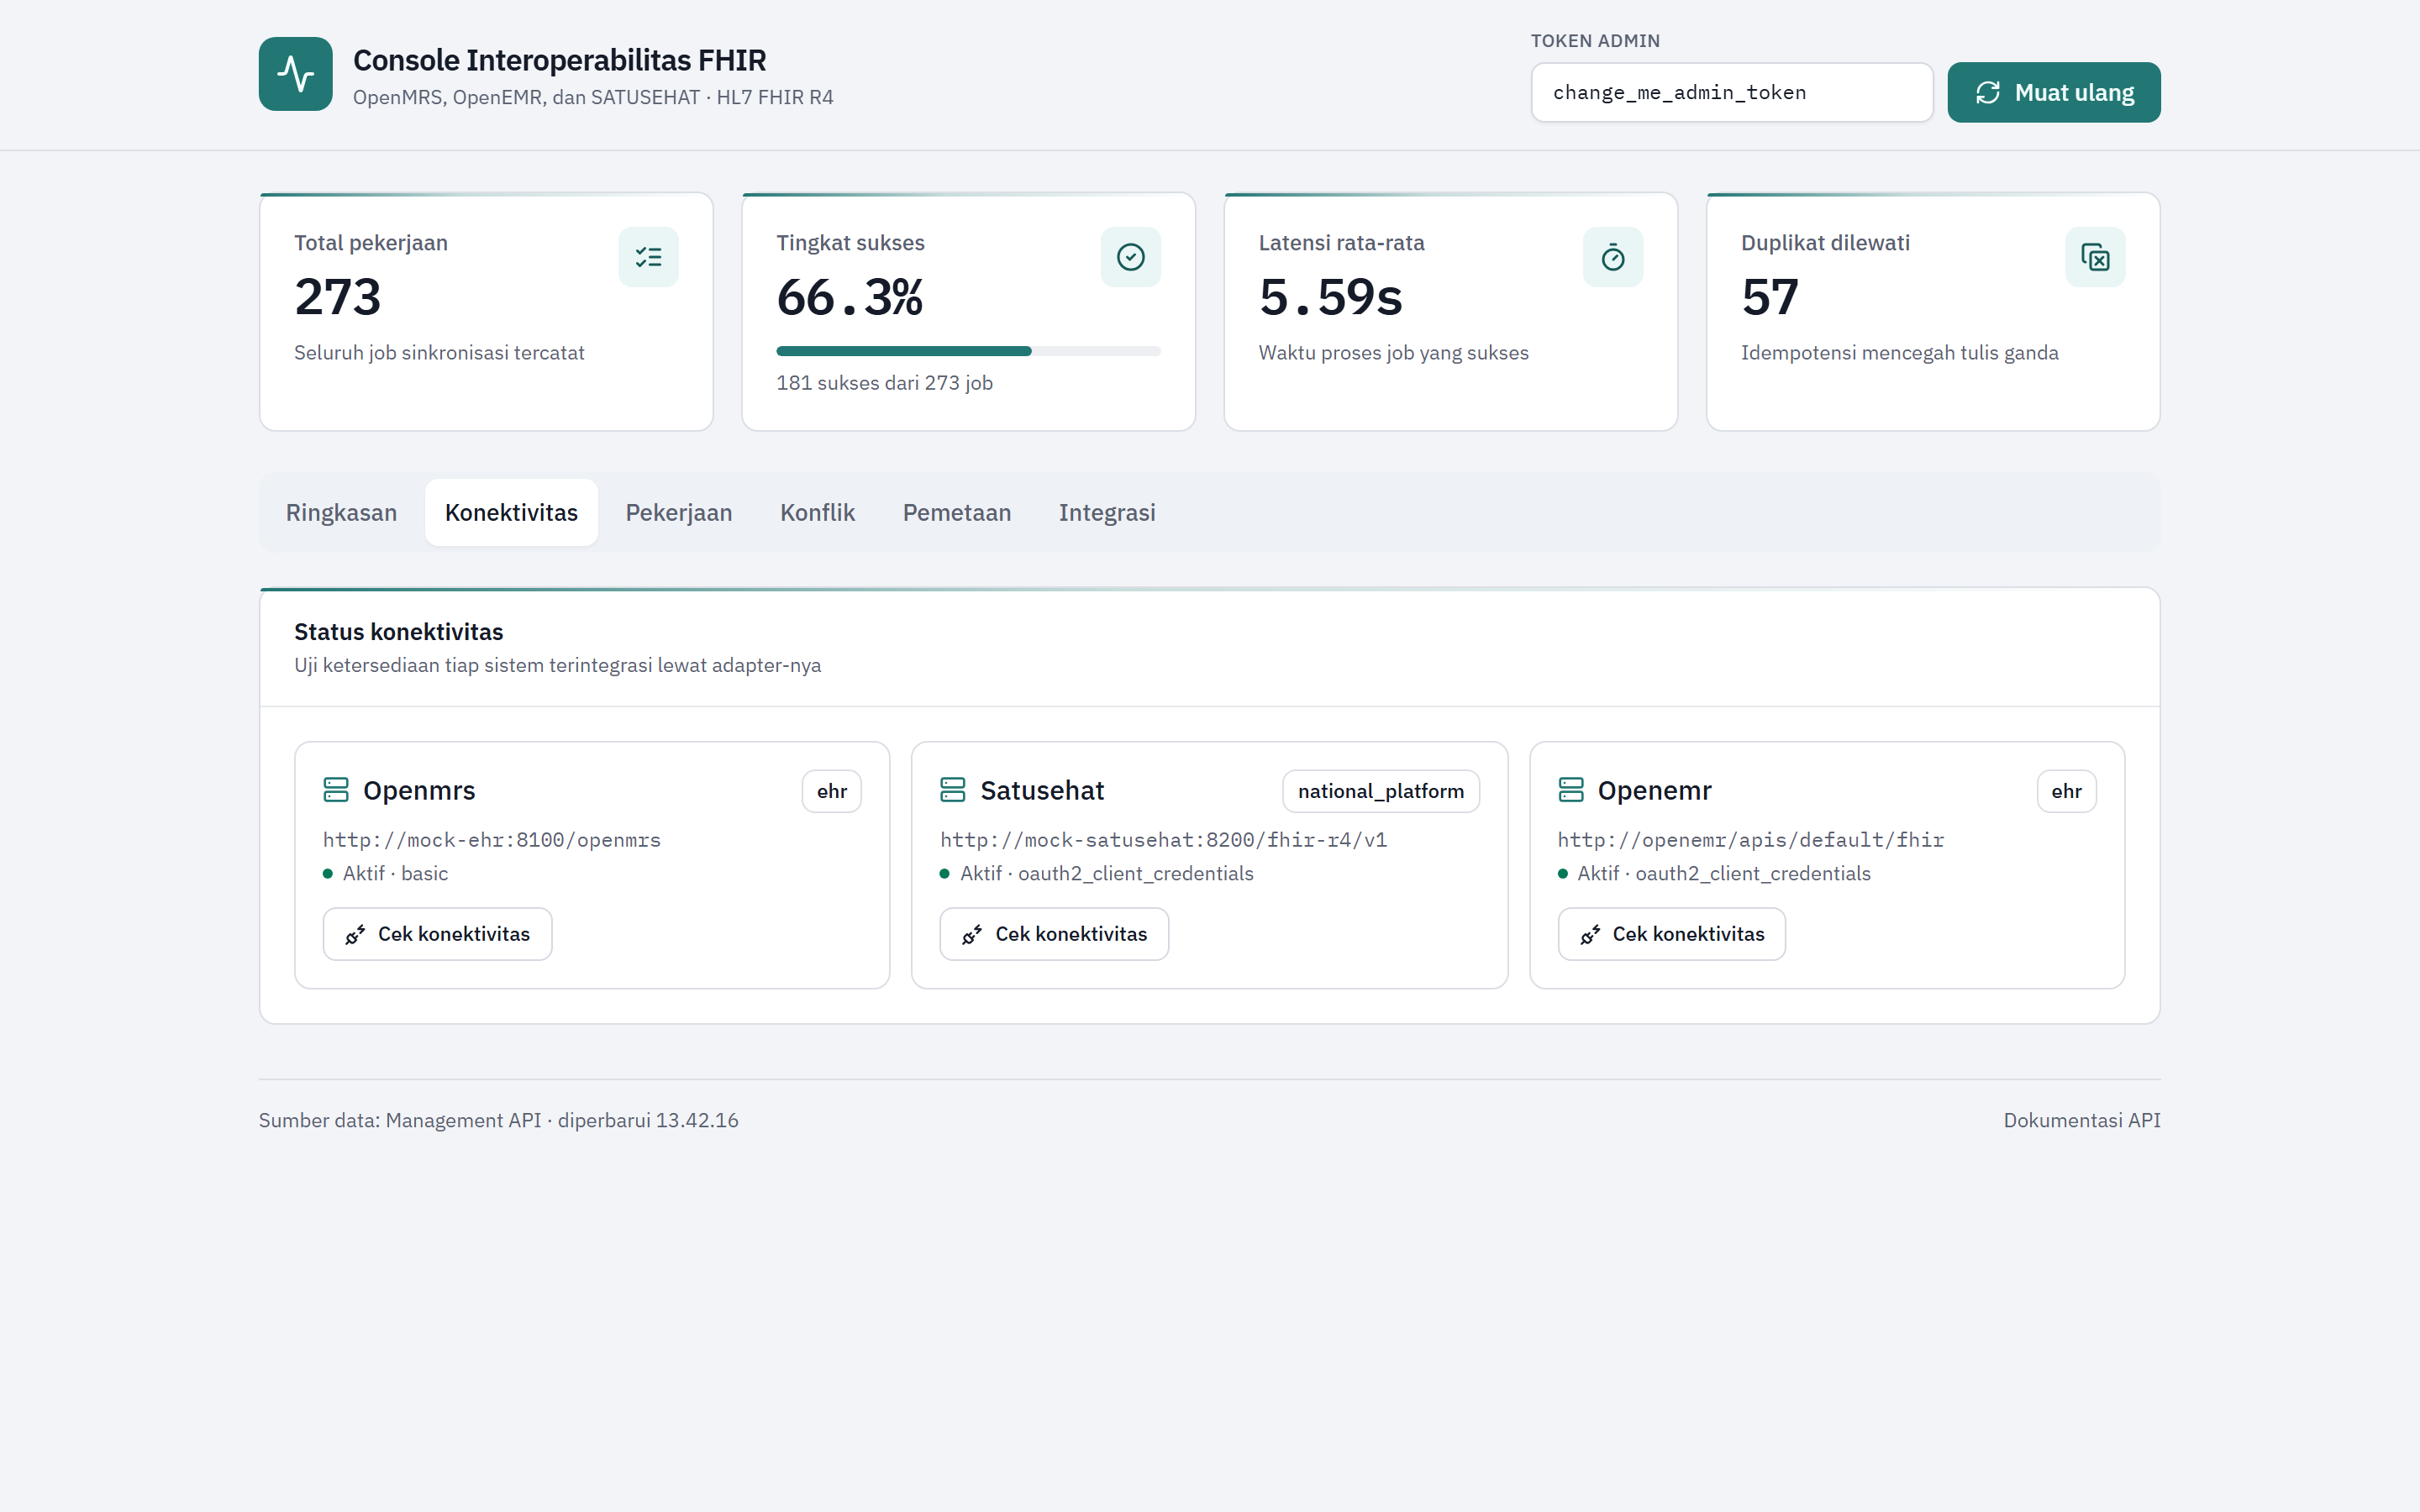 Console Interoperabilitas FHIR
OpenMRS, OpenEMR, dan SATUSEHAT · HL7 FHIR R4
TOKEN ADMIN
change_me_admin_token
Muat ulang
Total pekerjaan
273
Seluruh job sinkronisasi tercatat
Tingkat sukses
66.3%
181 sukses dari 273 job
Latensi rata-rata
5.59s
Waktu proses job yang sukses
Duplikat dilewati
57
Idempotensi mencegah tulis ganda
Ringkasan
Konektivitas
Pekerjaan
Konflik
Pemetaan
Integrasi
Status konektivitas
Uji ketersediaan tiap sistem terintegrasi lewat adapter-nya
Openmrs
ehr
http://mock-ehr:8100/openmrs
Aktif · basic
Cek konektivitas
Satusehat
national_platform
http://mock-satusehat:8200/fhir-r4/v1
Aktif · oauth2_client_credentials
Cek konektivitas
Openemr
ehr
http://openemr/apis/default/fhir
Aktif · oauth2_client_credentials
Cek konektivitas
Sumber data: Management API · diperbarui 13.42.16
Dokumentasi API